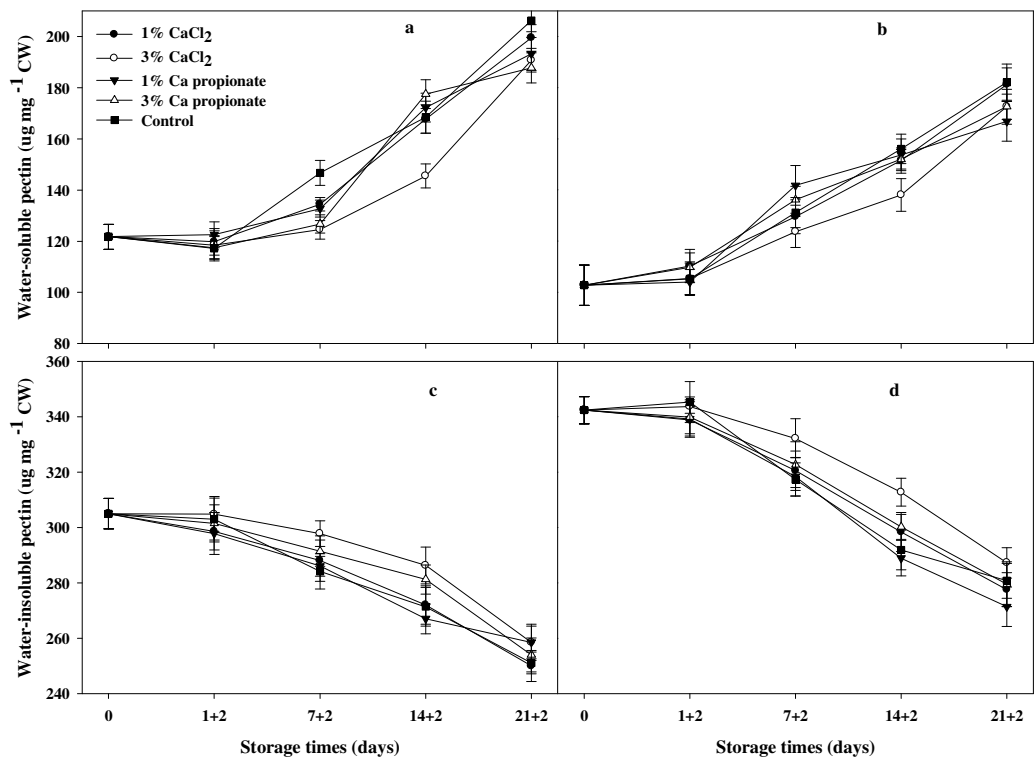 a
b
1% CaCl2
3% CaCl2
1% Ca propionate
3% Ca propionate
Control
Water-soluble pectin (ug mg -1 CW)
200
180
160
140
120
100
80
c
d
Water-insoluble pectin (ug mg -1 CW)
360
340
320
300
280
260
240
0 1+2 7+2 14+2 21+2 0 1+2 7+2 14+2 21+2
Storage times (days) Storage times (days)